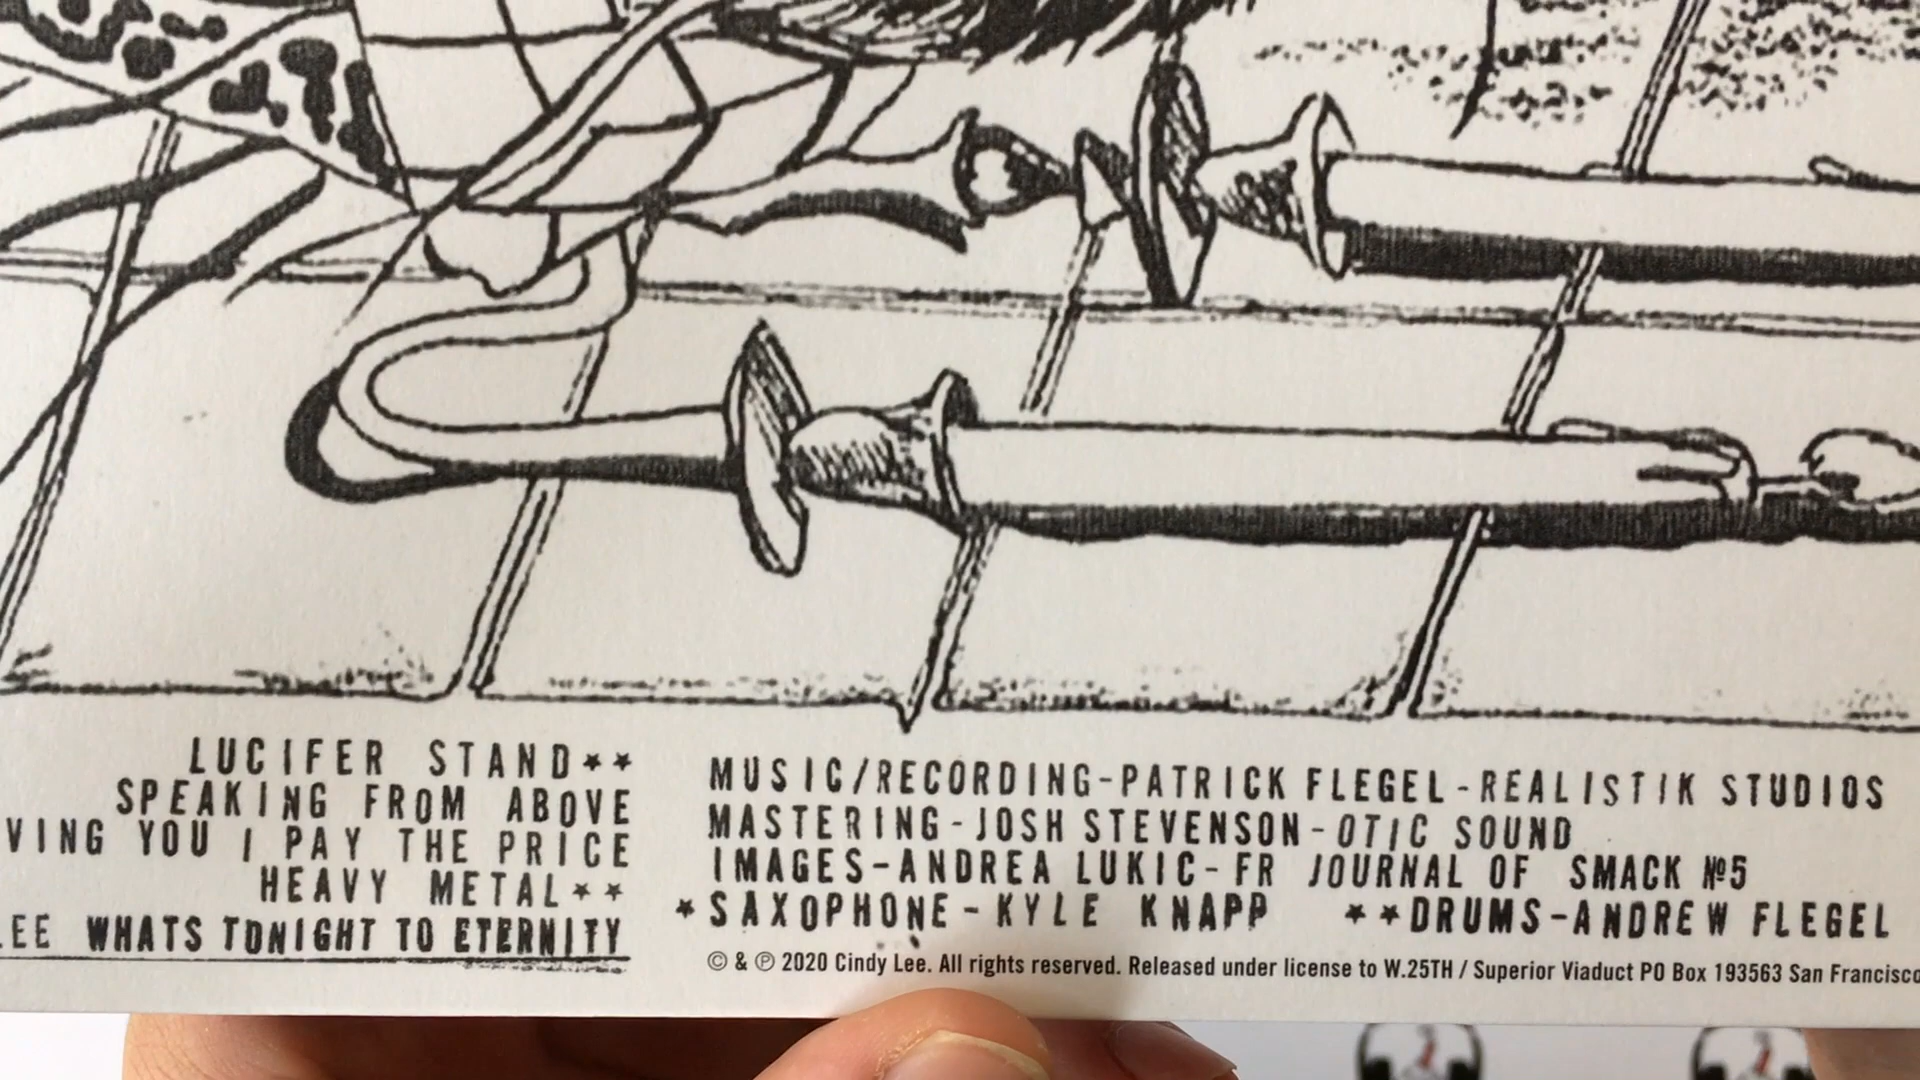 LUCIFER STAND**
SPEAKING FROM ABOVE
VING YOU I PAY THE PRICE
HEAVY METAL**
LEE WHATS TONIGHT TO ETERNITY
MUSIC/RECORDING-PATRICK FLEGEL-REALISTIK STUDIOS
MASTERING-JOSH STEVENSON-OTIC SOUND
IMAGES-ANDREA LUKIC-FR JOURNAL OF SMACK №5
*SAXOPHONE-KYLE KNAPP **DRUMS-ANDREW FLEGEL
© & ℗ 2020 Cindy Lee. All rights reserved. Released under license to W.25TH / Superior Viaduct PO Box 193563 San Francisco